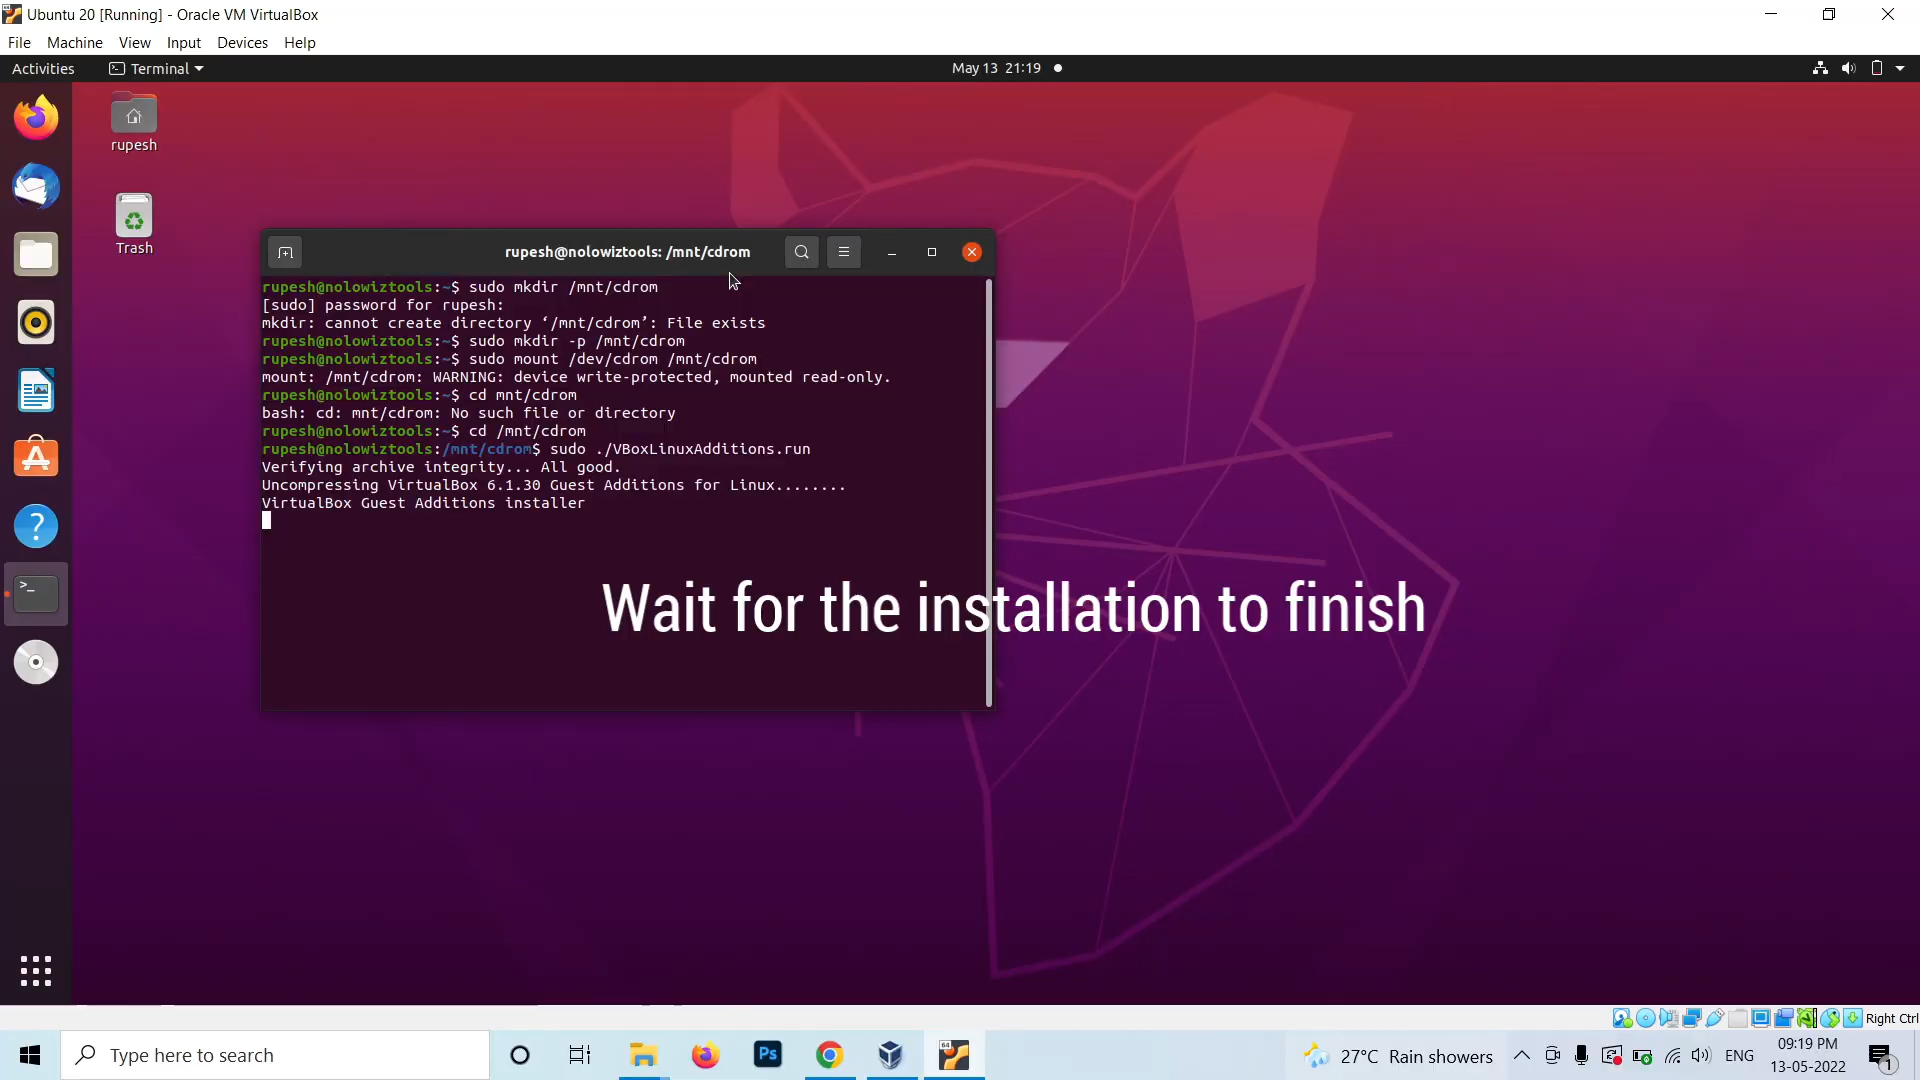 Ubuntu 20 [Running] - Oracle VM VirtualBox
File Machine View Input Devices Help
Activities Terminal May 13 21:19
rupesh
Trash
rupesh@nolowiztools: /mnt/cdrom
rupesh@nolowiztools:~$ sudo mkdir /mnt/cdrom
[sudo] password for rupesh:
mkdir: cannot create directory ‘/mnt/cdrom’: File exists
rupesh@nolowiztools:~$ sudo mkdir -p /mnt/cdrom
rupesh@nolowiztools:~$ sudo mount /dev/cdrom /mnt/cdrom
mount: /mnt/cdrom: WARNING: device write-protected, mounted read-only.
rupesh@nolowiztools:~$ cd mnt/cdrom
bash: cd: mnt/cdrom: No such file or directory
rupesh@nolowiztools:~$ cd /mnt/cdrom
rupesh@nolowiztools:/mnt/cdrom$ sudo ./VBoxLinuxAdditions.run
Verifying archive integrity... All good.
Uncompressing VirtualBox 6.1.30 Guest Additions for Linux........
VirtualBox Guest Additions installer
Wait for the installation to finish
Right Ctrl
Type here to search
Ps
64
27°C Rain showers
ENG
09:19 PM
13-05-2022
1